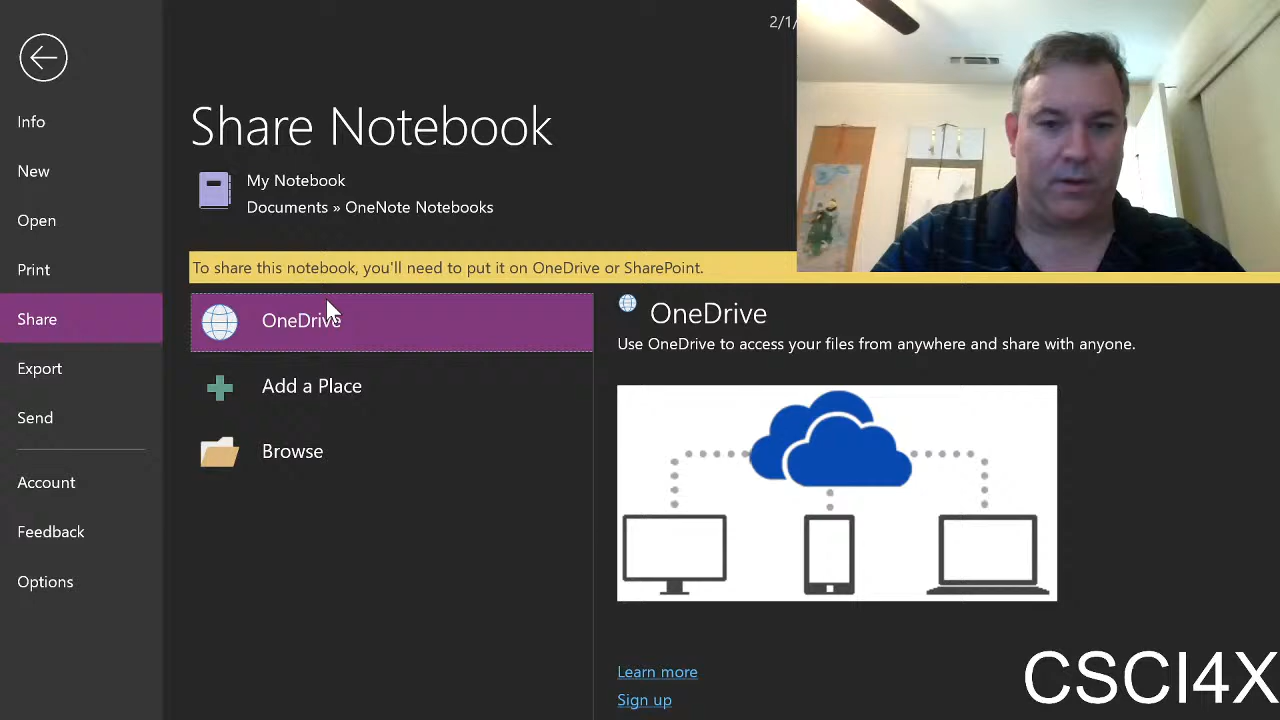 2/1/
Info
New
Open
Print
Share
Export
Send
Account
Feedback
Options
Share Notebook
My Notebook
Documents » OneNote Notebooks
To share this notebook, you'll need to put it on OneDrive or SharePoint.
OneDrive
Add a Place
Browse
OneDrive
Use OneDrive to access your files from anywhere and share with anyone.
Learn more
Sign up
CSCI4X